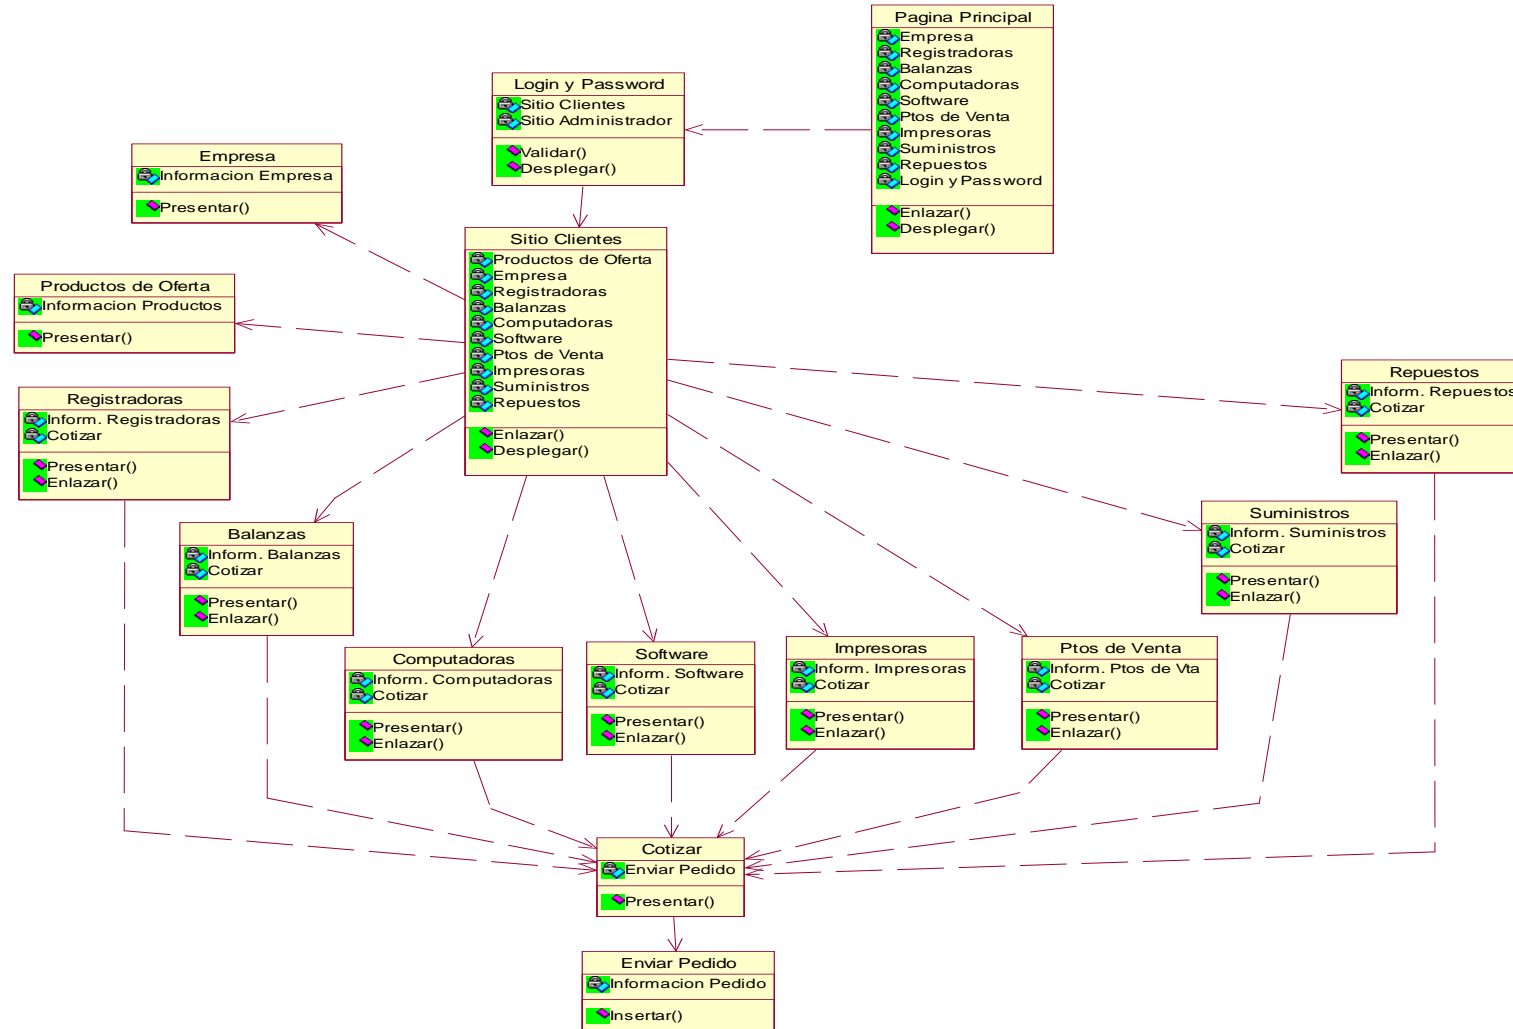 Pagina Principal
Empresa
Registradoras
Balanzas
Computadoras
Software
Ptos de Venta
Impresoras
Suministros
Repuestos
Login y Password
Enlazar()
Desplegar()
Login y Password
Sitio Clientes
Sitio Administrador
Validar()
Desplegar()
Empresa
Informacion Empresa
Presentar()
Sitio Clientes
Productos de Oferta
Empresa
Registradoras
Balanzas
Computadoras
Software
Ptos de Venta
Impresoras
Suministros
Repuestos
Enlazar()
Desplegar()
Productos de Oferta
Informacion Productos
Presentar()
Registradoras
Inform. Registradoras
Cotizar
Presentar()
Enlazar()
Repuestos
Inform. Repuestos
Cotizar
Presentar()
Enlazar()
Balanzas
Inform. Balanzas
Cotizar
Presentar()
Enlazar()
Suministros
Inform. Suministros
Cotizar
Presentar()
Enlazar()
Computadoras
Inform. Computadoras
Cotizar
Presentar()
Enlazar()
Software
Inform. Software
Cotizar
Presentar()
Enlazar()
Impresoras
Inform. Impresoras
Cotizar
Presentar()
Enlazar()
Ptos de Venta
Inform. Ptos de Vta
Cotizar
Presentar()
Enlazar()
Cotizar
Enviar Pedido
Presentar()
Enviar Pedido
Informacion Pedido
Insertar()